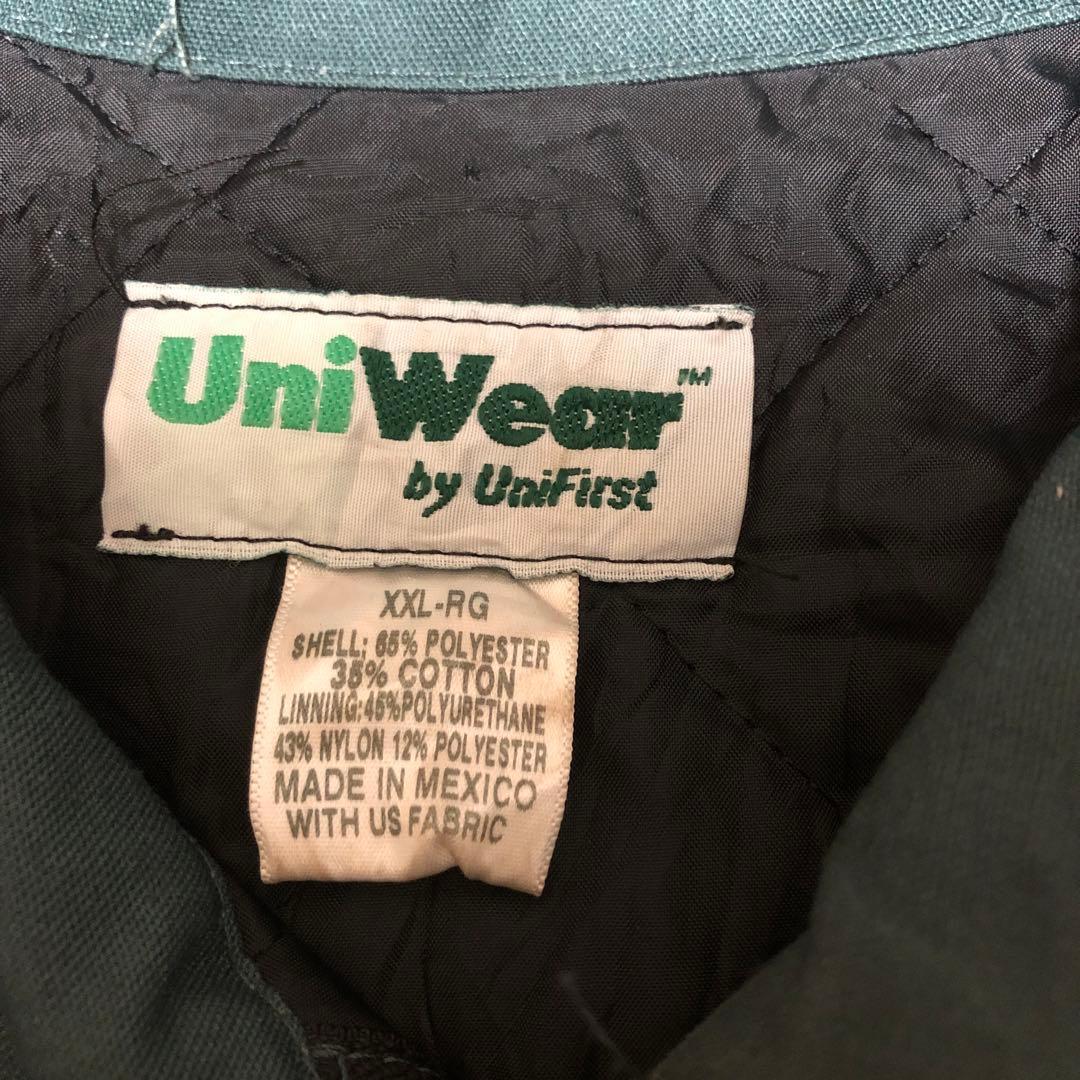 UniWear™
by UniFirst
XXL-RG
SHELL: 65% POLYESTER
35% COTTON
LINNING:45%POLYURETHANE
43% NYLON 12% POLYESTER
MADE IN MEXICO
WITH US FABRIC